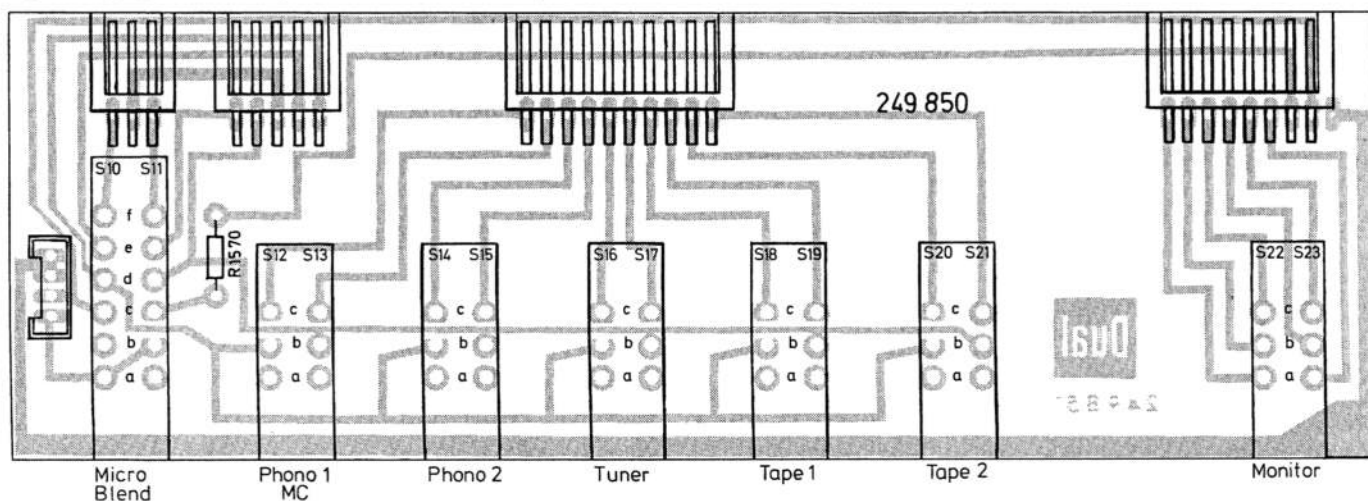 249 850
S10 S11
f
e
d
c
b
a
R1570
S12 S13
c
b
a
S14 S15
c
b
a
S16 S17
c
b
a
S18 S19
c
b
a
S20 S21
c
b
a
Dual
S22 S23
c
b
a
Micro
Blend
Phono 1
MC
Phono 2
Tuner
Tape 1
Tape 2
Monitor